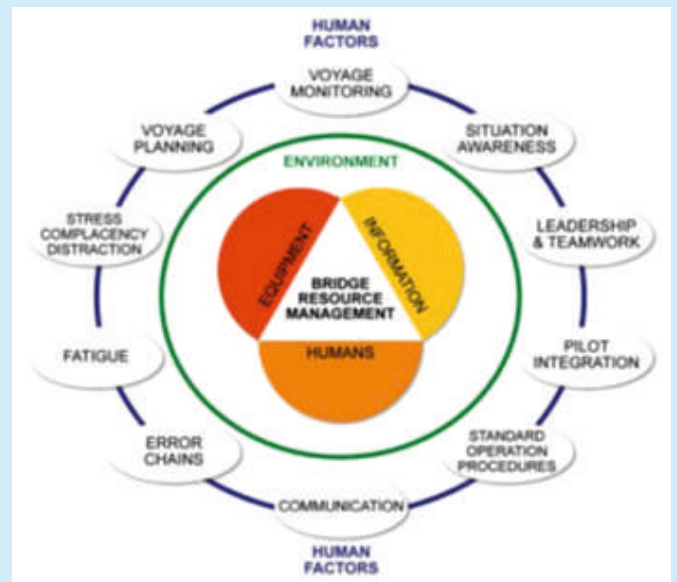 HUMAN
FACTORS
VOYAGE
MONITORING
VOYAGE
PLANNING
SITUATION
AWARENESS
ENVIRONMENT
STRESS
COMPLACENCY
DISTRACTION
EQUIPMENT
INFORMATION
LEADERSHIP
& TEAMWORK
BRIDGE
RESOURCE
MANAGEMENT
HUMANS
FATIGUE
PILOT
INTEGRATION
ERROR
CHAINS
STANDARD
OPERATION
PROCEDURES
COMMUNICATION
HUMAN
FACTORS